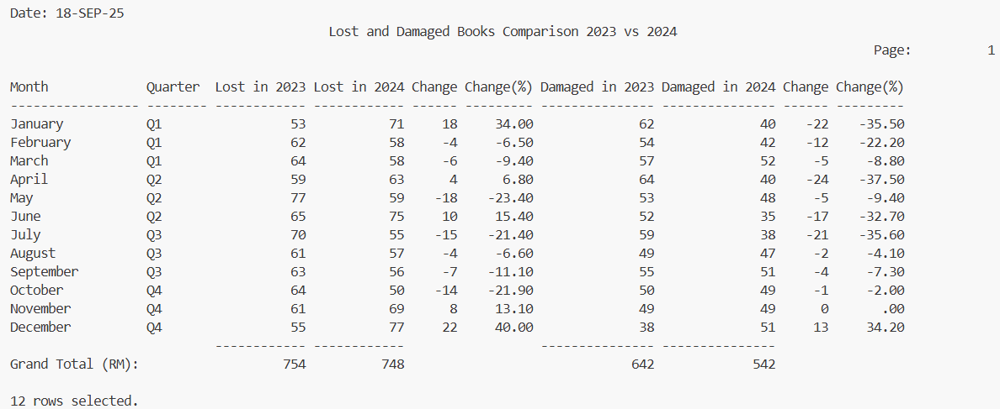 Date: 18-SEP-25
Lost and Damaged Books Comparison 2023 vs 2024
Page: 1
Month Quarter Lost in 2023 Lost in 2024 Change Change(%) Damaged in 2023 Damaged in 2024 Change Change(%)
----------------- -------- ------------ ------------ ------ --------- --------------- --------------- ------ ---------
January Q1 53 71 18 34.00 62 40 -22 -35.50
February Q1 62 58 -4 -6.50 54 42 -12 -22.20
March Q1 64 58 -6 -9.40 57 52 -5 -8.80
April Q2 59 63 4 6.80 64 40 -24 -37.50
May Q2 77 59 -18 -23.40 53 48 -5 -9.40
June Q2 65 75 10 15.40 52 35 -17 -32.70
July Q3 70 55 -15 -21.40 59 38 -21 -35.60
August Q3 61 57 -4 -6.60 49 47 -2 -4.10
September Q3 63 56 -7 -11.10 55 51 -4 -7.30
October Q4 64 50 -14 -21.90 50 49 -1 -2.00
November Q4 61 69 8 13.10 49 49 0 .00
December Q4 55 77 22 40.00 38 51 13 34.20
------------ ------------ --------------- ---------------
Grand Total (RM): 754 748 642 542
12 rows selected.